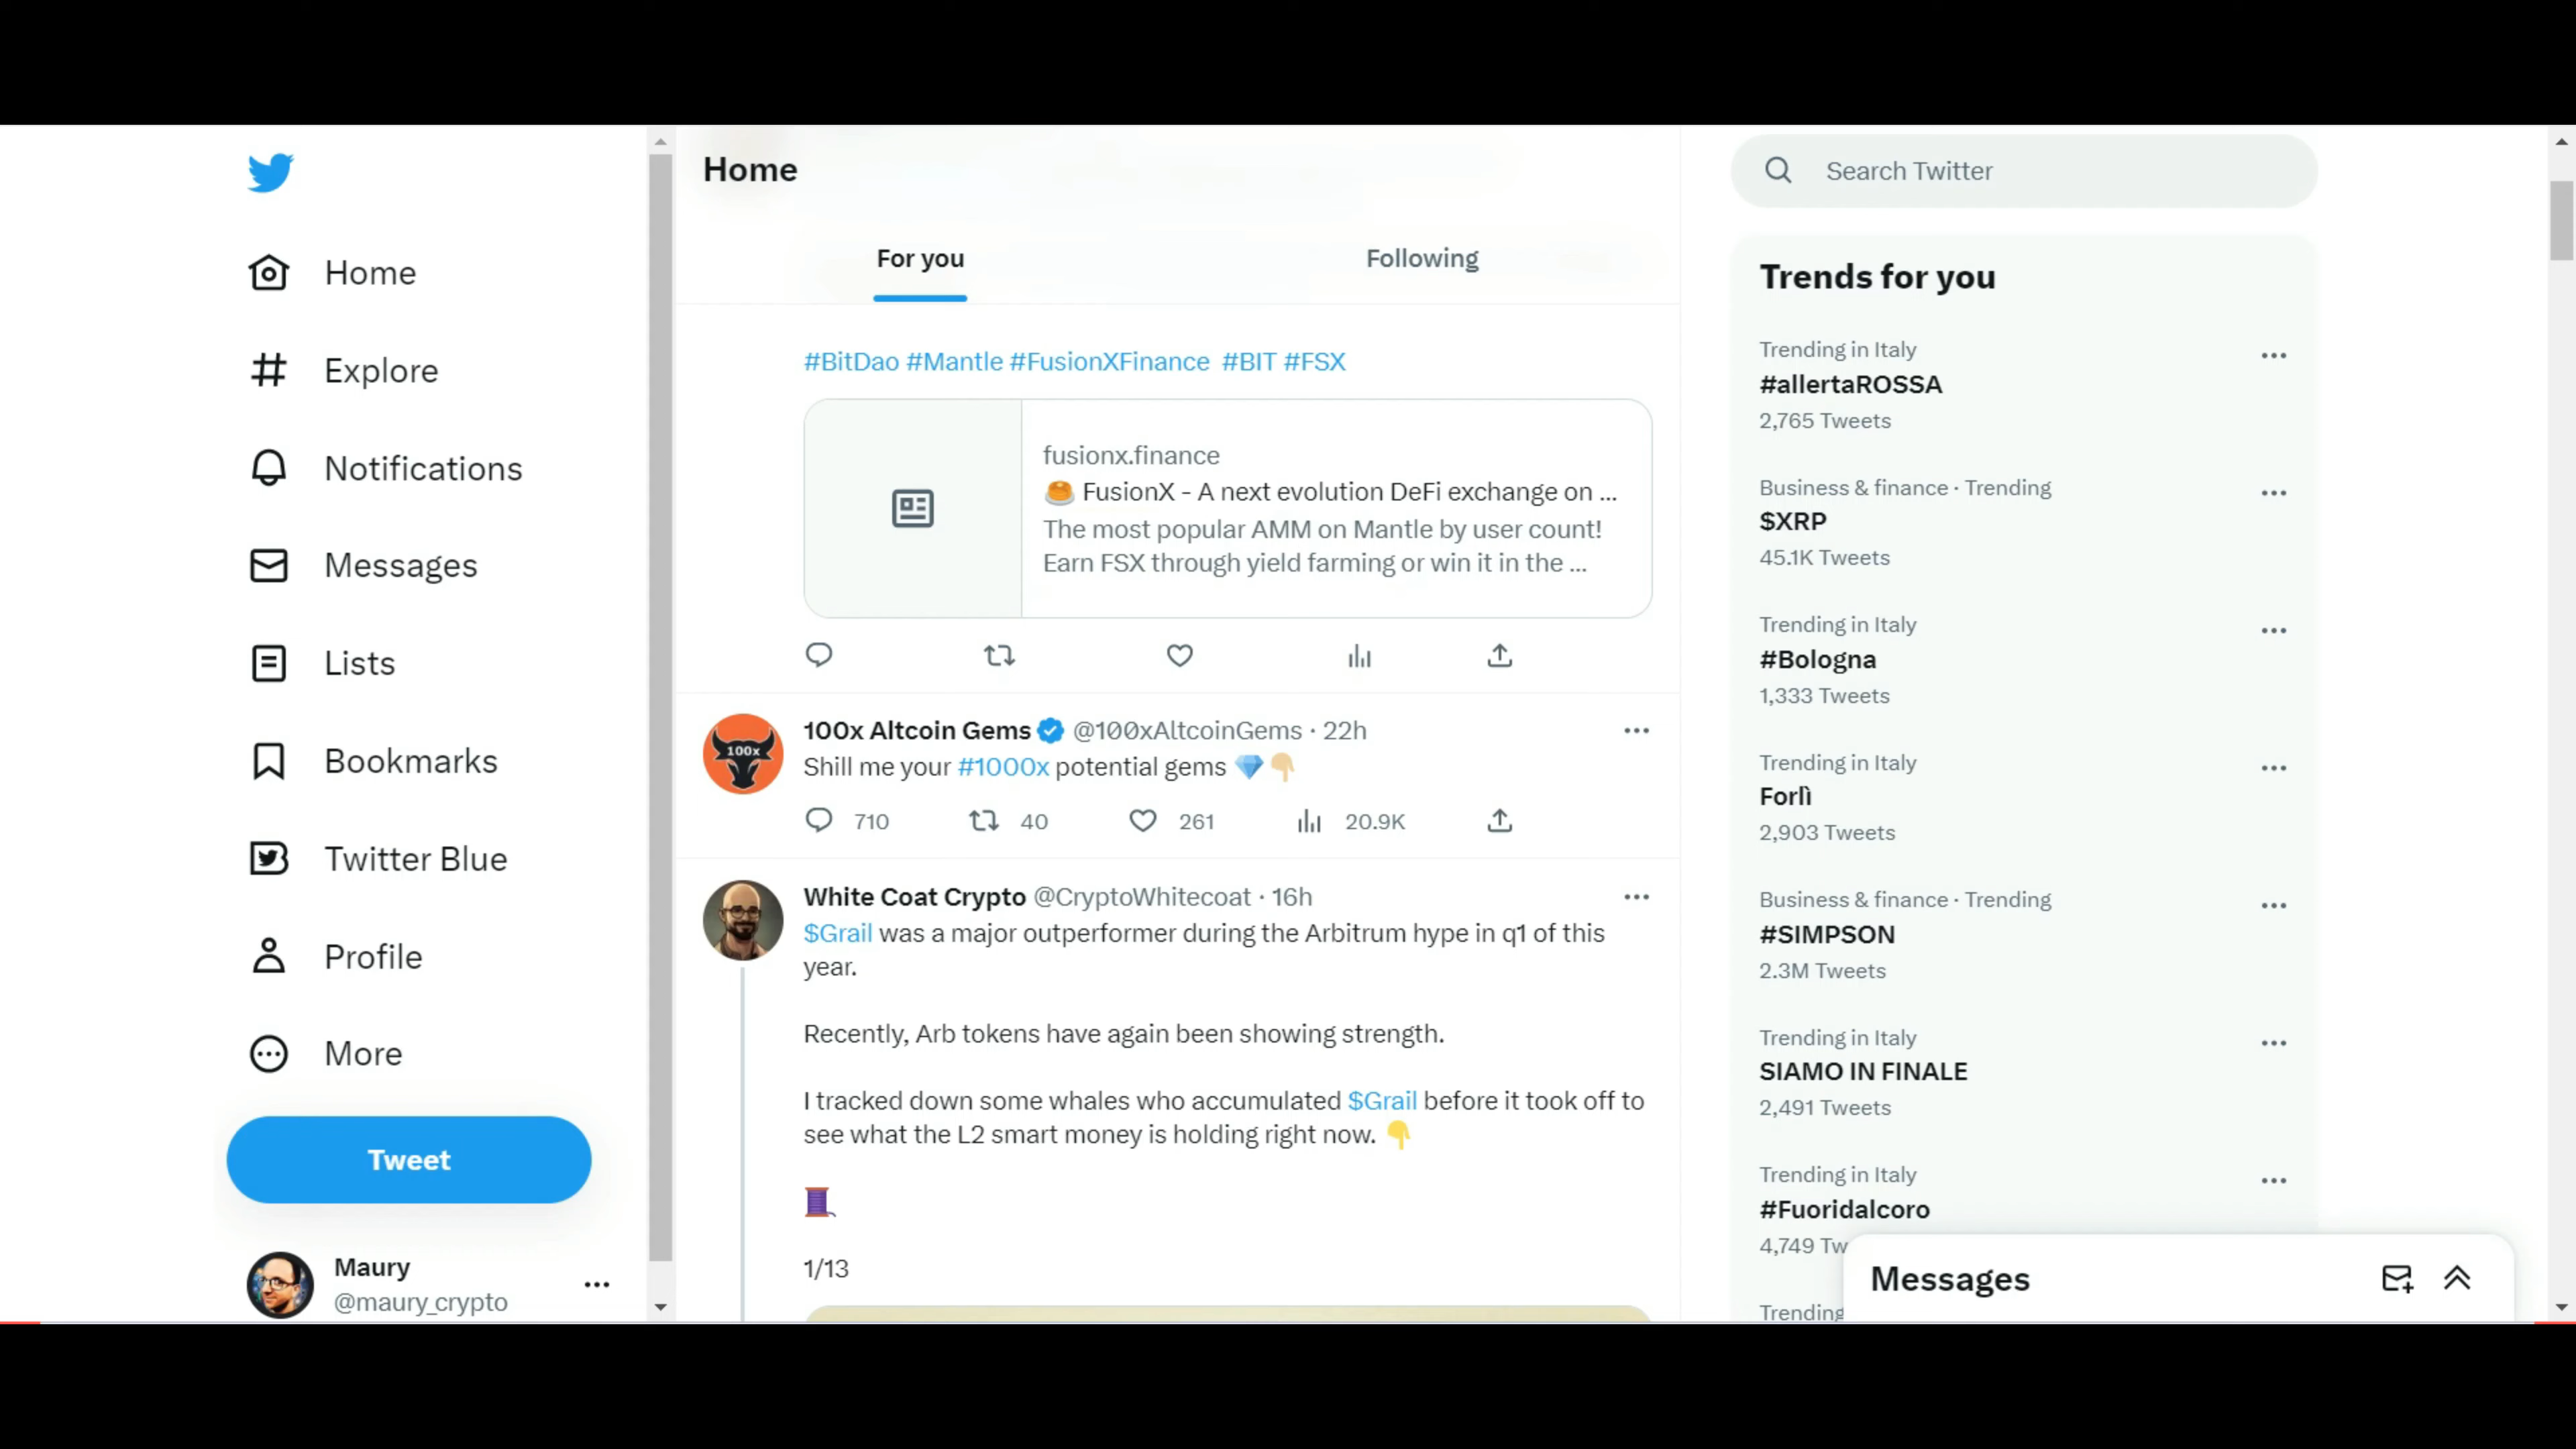 Home
Explore
Notifications
Messages
Lists
Bookmarks
Twitter Blue
Profile
More
Tweet
Maury
@maury_crypto
Home
For you
Following
#BitDao #Mantle #FusionXFinance #BIT #FSX
fusionx.finance
🥞 FusionX - A next evolution DeFi exchange on ...
The most popular AMM on Mantle by user count!
Earn FSX through yield farming or win it in the ...
100x
100x Altcoin Gems @100xAltcoinGems · 22h
Shill me your #1000x potential gems 💎👇🏼
710 40 261 20.9K
White Coat Crypto @CryptoWhitecoat · 16h
$Grail was a major outperformer during the Arbitrum hype in q1 of this
year.
Recently, Arb tokens have again been showing strength.
I tracked down some whales who accumulated $Grail before it took off to
see what the L2 smart money is holding right now. 👇
🧵
1/13
Search Twitter
Trends for you
Trending in Italy
#allertaROSSA
2,765 Tweets
Business & finance · Trending
$XRP
45.1K Tweets
Trending in Italy
#Bologna
1,333 Tweets
Trending in Italy
Forlì
2,903 Tweets
Business & finance · Trending
#SIMPSON
2.3M Tweets
Trending in Italy
SIAMO IN FINALE
2,491 Tweets
Trending in Italy
#Fuoridalcoro
4,749 Tw
Trending
Messages